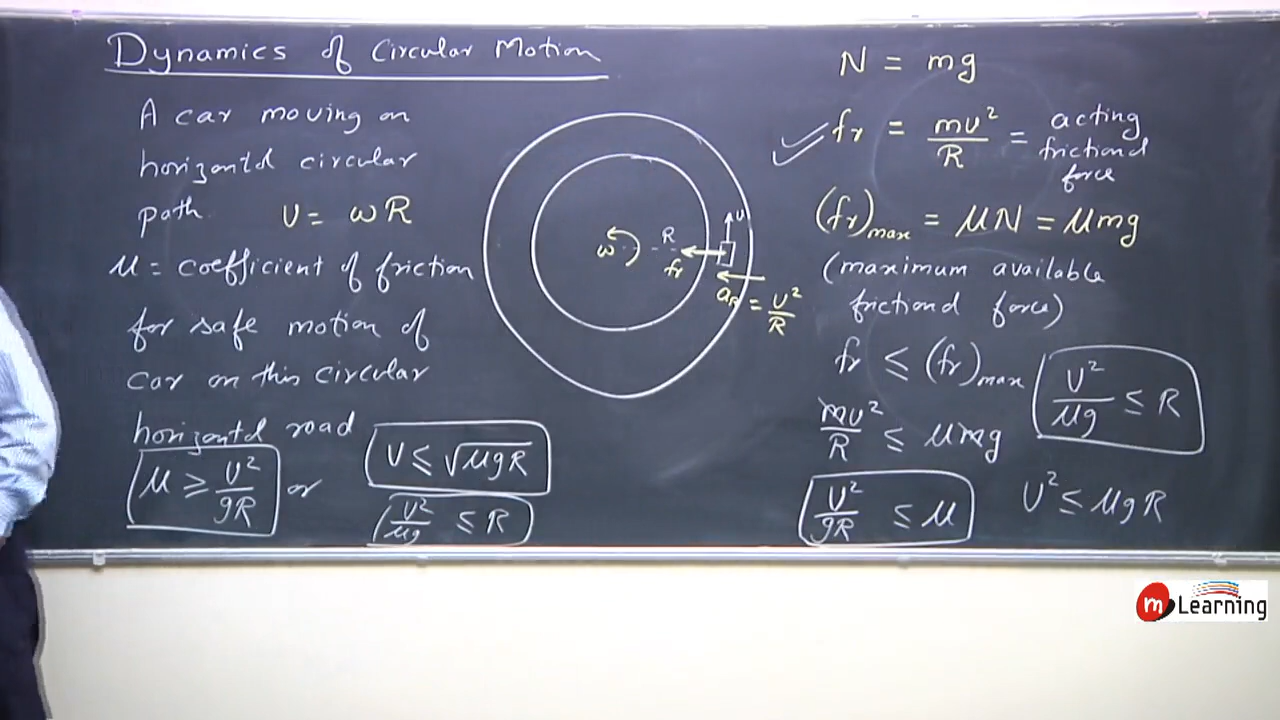 Dynamics of Circular Motion
A car moving on
horizontal circular
path. v = ωR
μ = coefficient of friction
for safe motion of
car on this circular
horizontal road
μ ≥ v²/gR or v ≤ √μgR
v²/μg ≤ R
ω
R
fr
v
aR = v²/R
N = mg
fr = mv²/R = acting
frictional
force
(fr)max = μN = μmg
(maximum available
frictional force)
fr ≤ (fr)max
v²/μg ≤ R
mv²/R ≤ μmg
v²/gR ≤ μ
v² ≤ μgR
m Learning